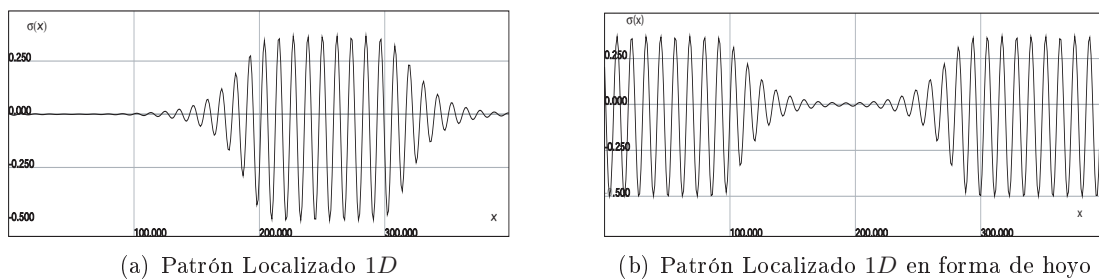 σ(x)
0.250
0.000
-0.250
-0.500
x
100.000 200.000 300.000
(a) Patrón Localizado 1D
σ(x)
0.250
0.000
-0.250
-0.500
x
100.000 200.000 300.000
(b) Patrón Localizado 1D en forma de hoyo